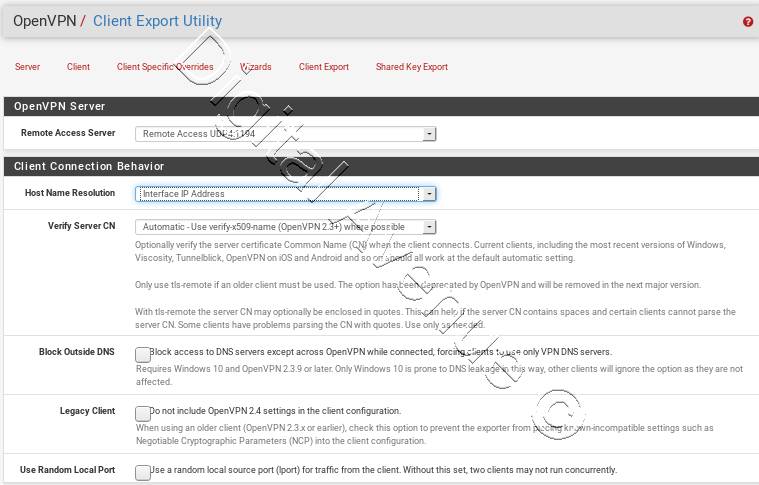 OpenVPN / Client Export Utility
Server Client Client Specific Overrides Wizards Client Export Shared Key Export
OpenVPN Server
Remote Access Server Remote Access UDP4:1194
Client Connection Behavior
Host Name Resolution Interface IP Address
Verify Server CN Automatic - Use verify-x509-name (OpenVPN 2.3+) where possible
Optionally verify the server certificate Common Name (CN) when the client connects. Current clients, including the most recent versions of Windows,
Viscosity, Tunnelblick, OpenVPN on iOS and Android and so on should all work at the default automatic setting.
Only use tls-remote if an older client must be used. The option has been deprecated by OpenVPN and will be removed in the next major version.
With tls-remote the server CN may optionally be enclosed in quotes. This can help if the server CN contains spaces and certain clients cannot parse the
server CN. Some clients have problems parsing the CN with quotes. Use only as needed.
Block Outside DNS Block access to DNS servers except across OpenVPN while connected, forcing clients to use only VPN DNS servers.
Requires Windows 10 and OpenVPN 2.3.9 or later. Only Windows 10 is prone to DNS leakage in this way, other clients will ignore the option as they are not
affected.
Legacy Client Do not include OpenVPN 2.4 settings in the client configuration.
When using an older client (OpenVPN 2.3.x or earlier), check this option to prevent the exporter from placing known-incompatible settings such as
Negotiable Cryptographic Parameters (NCP) into the client configuration.
Use Random Local Port Use a random local source port (lport) for traffic from the client. Without this set, two clients may not run concurrently.